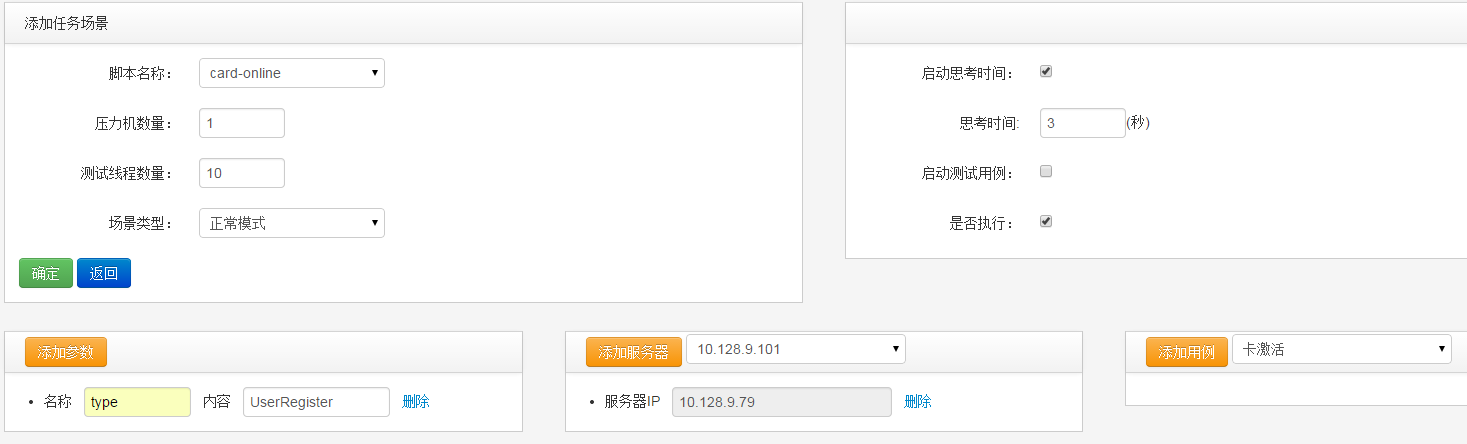 添加任务场景
脚本名称： card-online
压力机数量： 1
测试线程数量： 10
场景类型： 正常模式
确定 返回
启动思考时间：
思考时间: 3 (秒)
启动测试用例：
是否执行：
添加参数
名称 type 内容 UserRegister 删除
添加服务器 10.128.9.101
服务器IP 10.128.9.79 删除
添加用例 卡激活